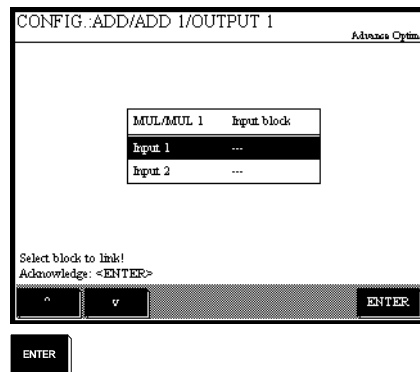 CONFIG.:ADD/ADD 1/OUTPUT 1
Advance Optima
MUL/MUL 1 Input block
Input 1 ---
Input 2 ---
Select block to link!
Acknowledge: <ENTER>
^ v ENTER
ENTER